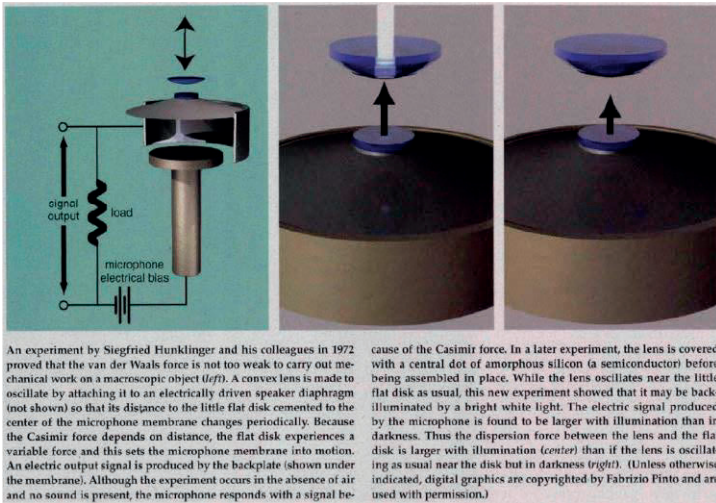 signal
output
load
microphone
electrical bias
An experiment by Siegfried Hunklinger and his colleagues in 1972
proved that the van der Waals force is not too weak to carry out me-
chanical work on a macroscopic object (left). A convex lens is made to
oscillate by attaching it to an electrically driven speaker diaphragm
(not shown) so that its distance to the little flat disk cemented to the
center of the microphone membrane changes periodically. Because
the Casimir force depends on distance, the flat disk experiences a
variable force and this sets the microphone membrane into motion.
An electric output signal is produced by the backplate (shown under
the membrane). Although the experiment occurs in the absence of air
and no sound is present, the microphone responds with a signal be-
cause of the Casimir force. In a later experiment, the lens is covered
with a central dot of amorphous silicon (a semiconductor) before
being assembled in place. While the lens oscillates near the little
flat disk as usual, this new experiment showed that it may be back-
illuminated by a bright white light. The electric signal produced
by the microphone is found to be larger with illumination than in
darkness. Thus the dispersion force between the lens and the flat
disk is larger with illumination (center) than if the lens is oscillat-
ing as usual near the disk but in darkness (right). (Unless otherwise
indicated, digital graphics are copyrighted by Fabrizio Pinto and are
used with permission.)